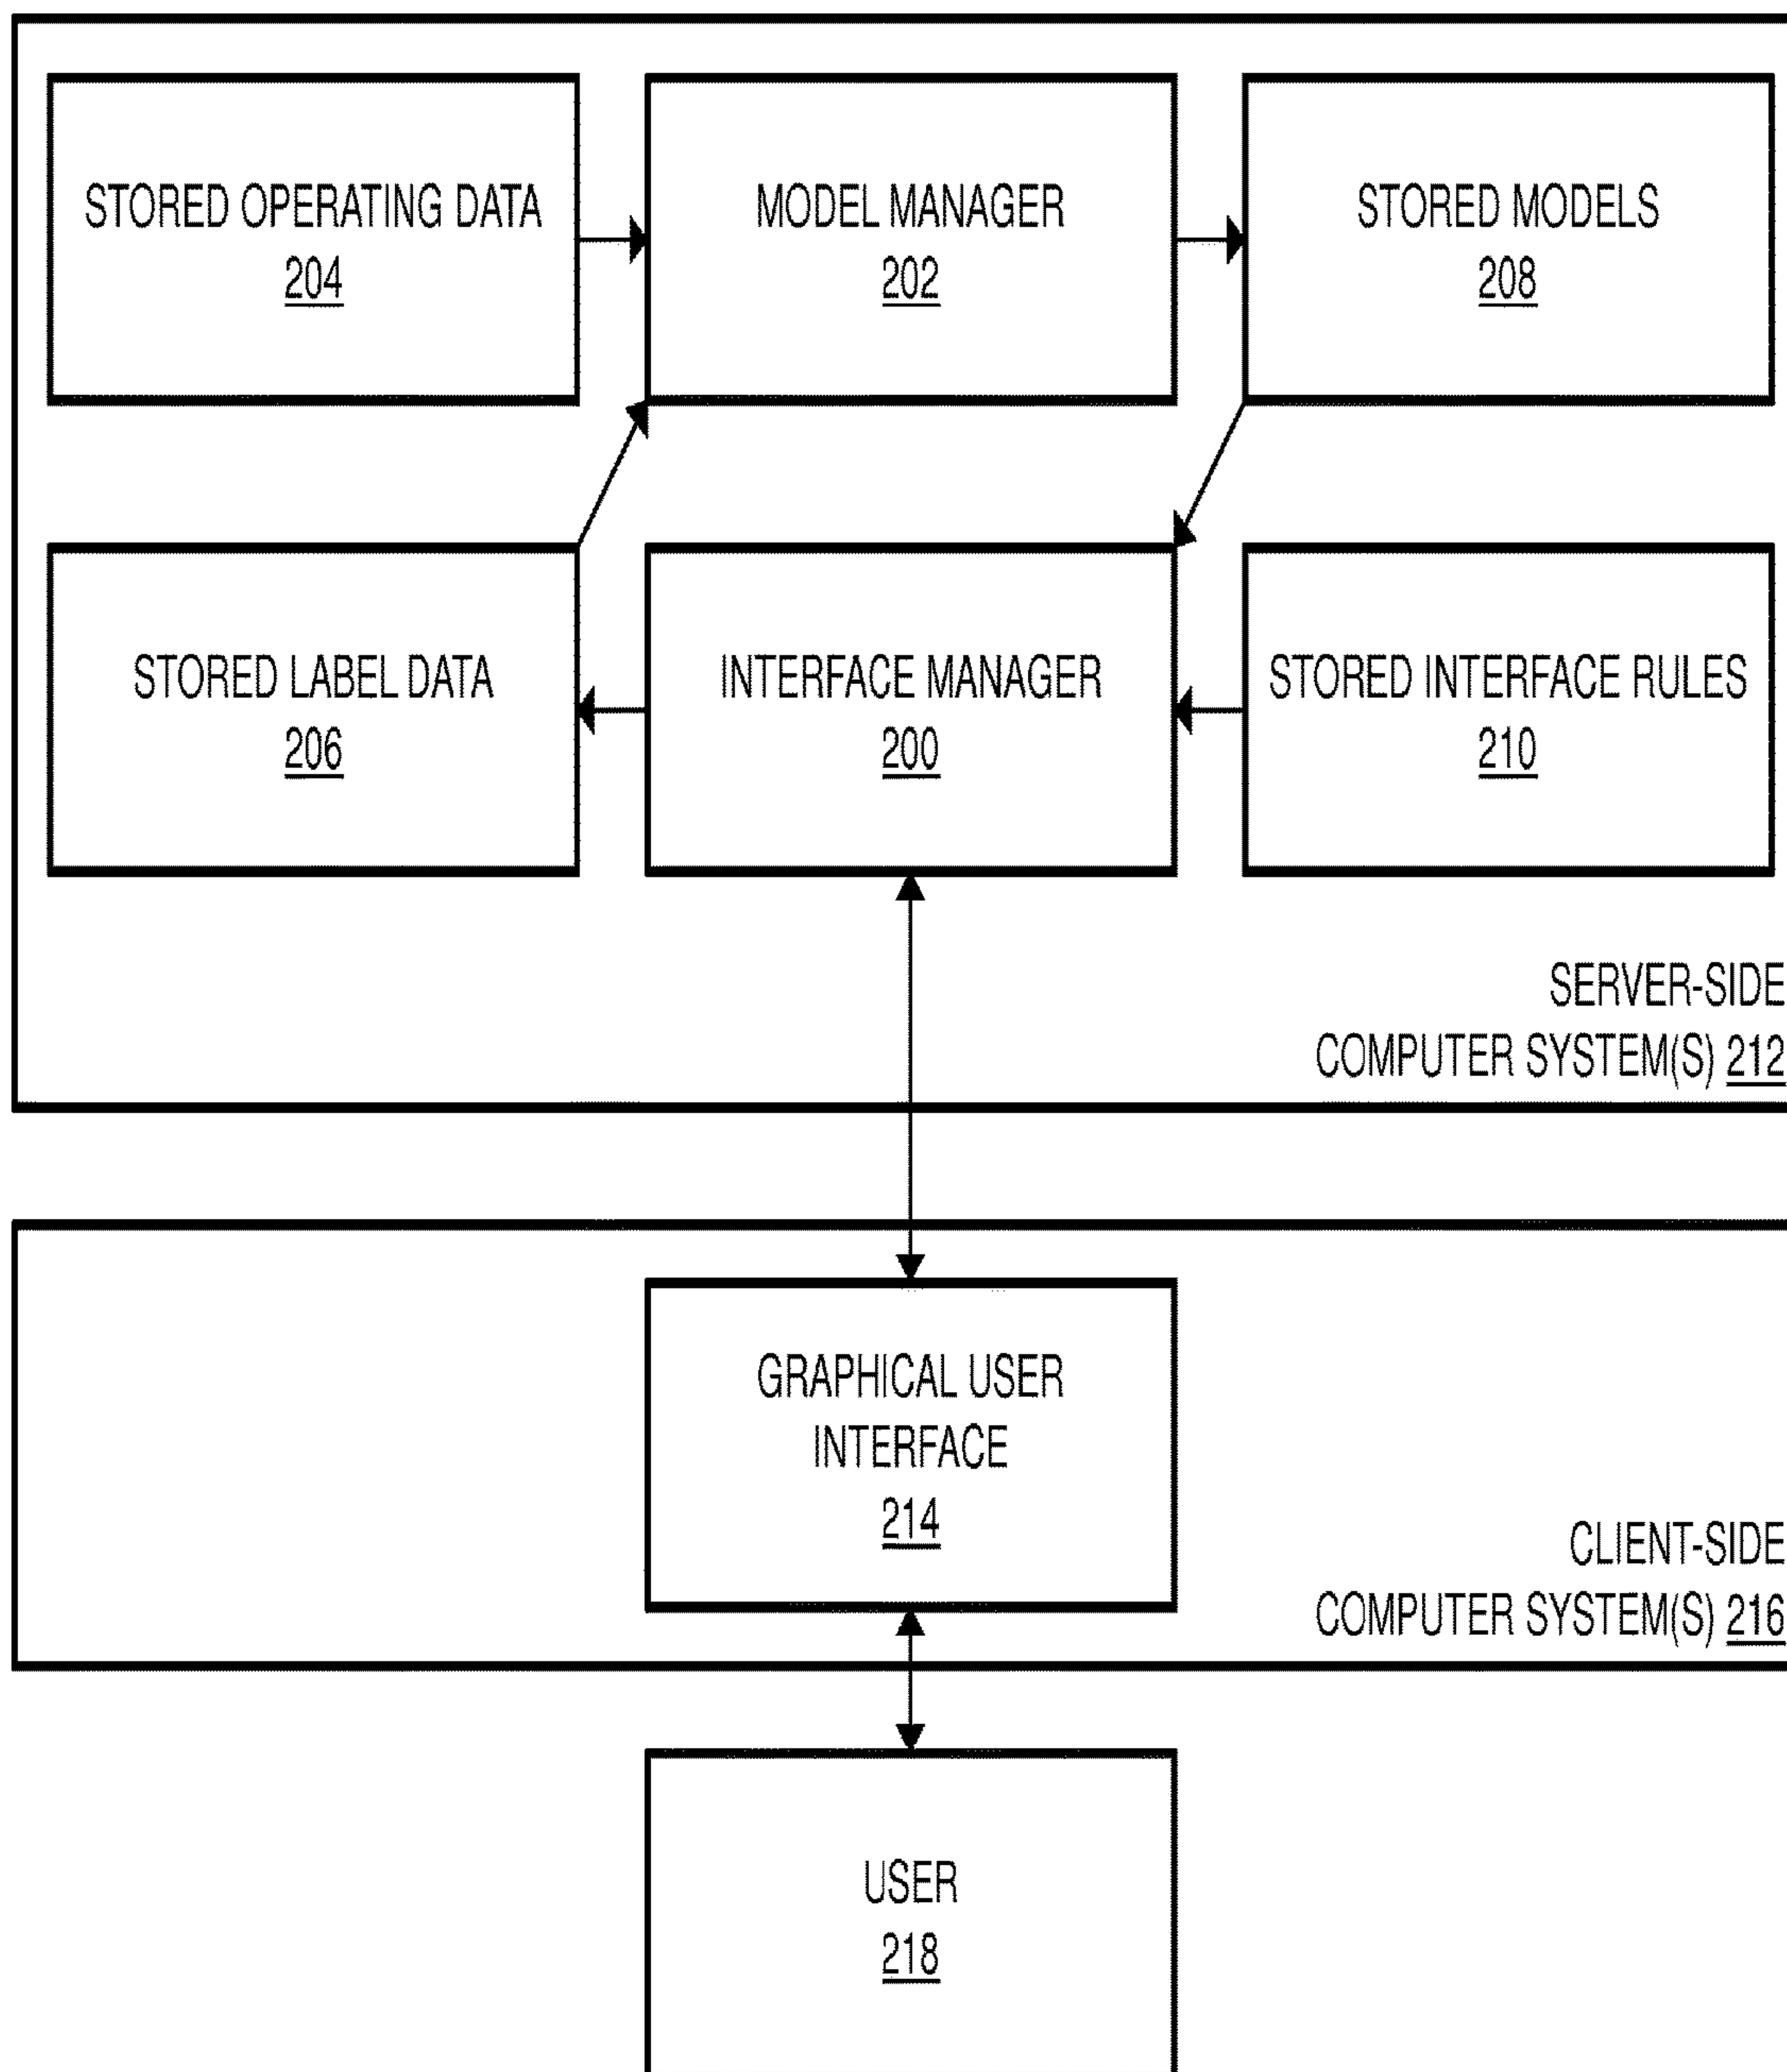 STORED OPERATING DATA
204
MODEL MANAGER
202
STORED MODELS
208
STORED LABEL DATA
206
INTERFACE MANAGER
200
STORED INTERFACE RULES
210
SERVER-SIDE
COMPUTER SYSTEM(S) 212
GRAPHICAL USER
INTERFACE
214
CLIENT-SIDE
COMPUTER SYSTEM(S) 216
USER
218